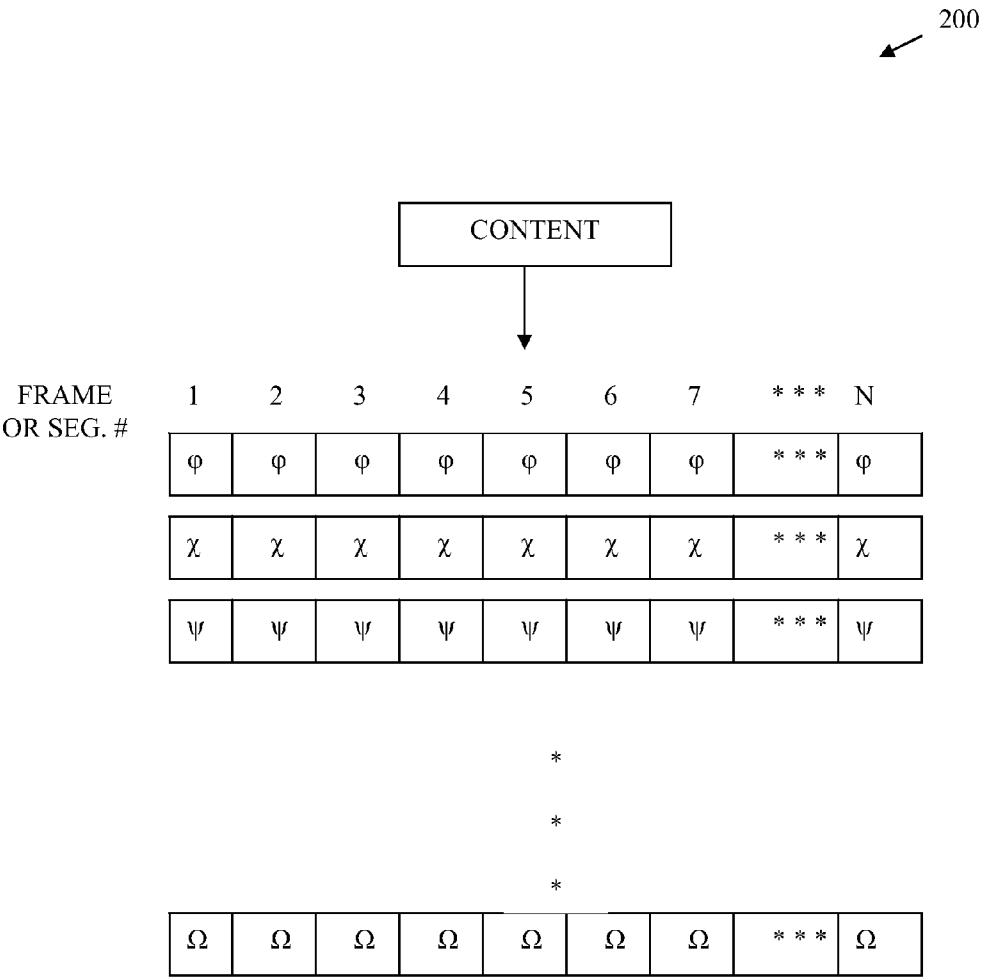 200
CONTENT
FRAME OR SEG. # 1 2 3 4 5 6 7 * * * N
φ φ φ φ φ φ φ * * * φ
χ χ χ χ χ χ χ * * * χ
ψ ψ ψ ψ ψ ψ ψ * * * ψ
*
*
*
Ω Ω Ω Ω Ω Ω Ω * * * Ω